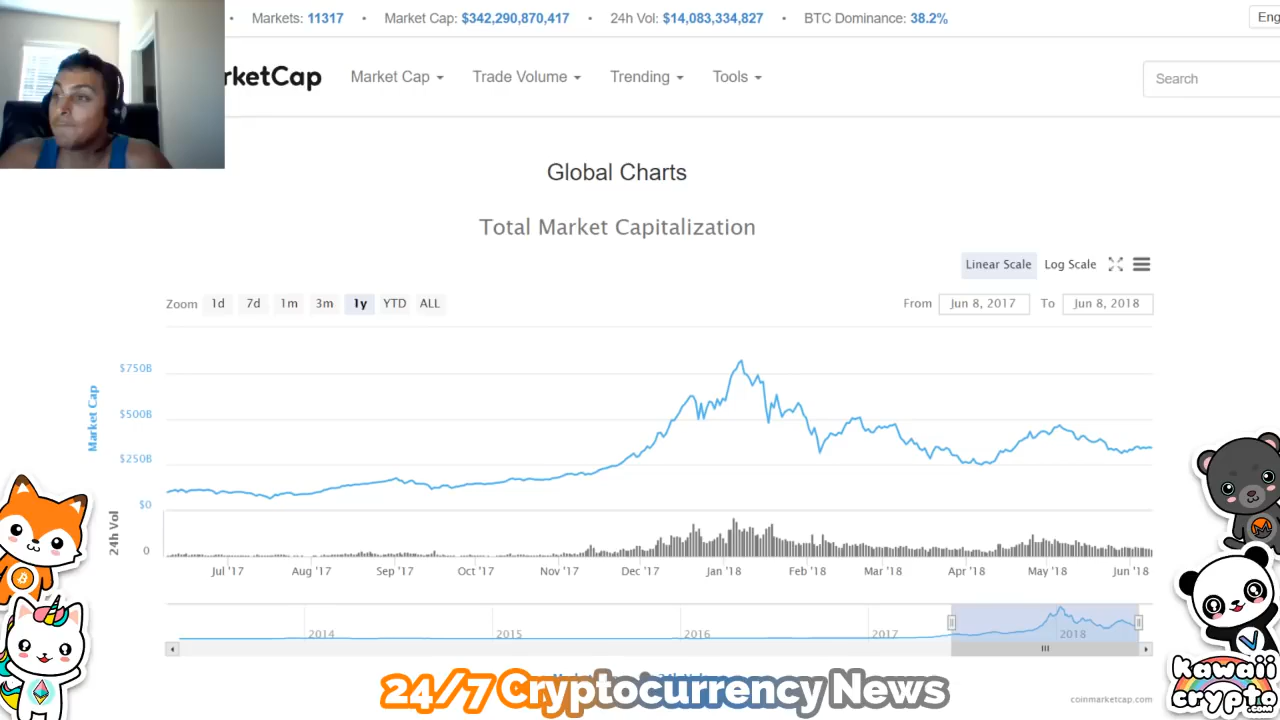 Markets: 11317 • Market Cap: $342,290,870,417 • 24h Vol: $14,083,334,827 • BTC Dominance: 38.2%
Eng
rketCap
Market Cap
Trade Volume
Trending
Tools
Search
Global Charts
Total Market Capitalization
Linear Scale
Log Scale
Zoom 1d 7d 1m 3m 1y YTD ALL
From Jun 8, 2017 To Jun 8, 2018
$750B
$500B
$250B
$0
Market Cap
24h Vol
0
Jul '17 Aug '17 Sep '17 Oct '17 Nov '17 Dec '17 Jan '18 Feb '18 Mar '18 Apr '18 May '18 Jun '18
2014 2015 2016 2017 2018
24/7 Cryptocurrency News
coinmarketcap.com
kawaii
crypto
.com